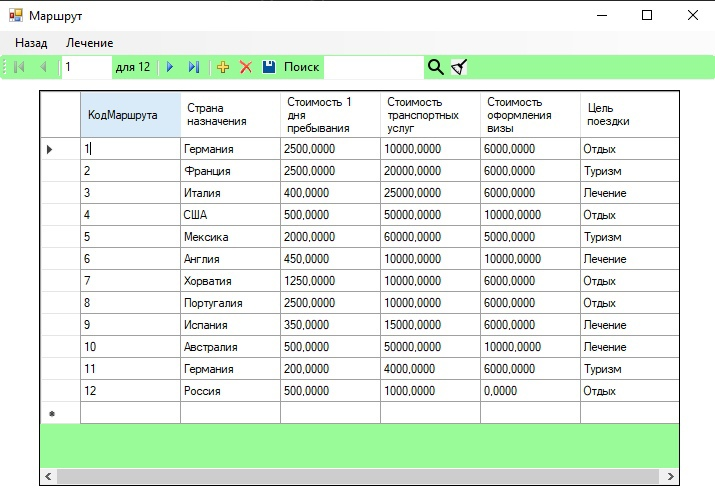 Маршрут
Назад Лечение
1 для 12 Поиск
КодМаршрута Страна назначения Стоимость 1 дня пребывания Стоимость транспортных услуг Стоимость оформления визы Цель поездки
1 Германия 2500,0000 10000,0000 6000,0000 Отдых
2 Франция 2500,0000 20000,0000 6000,0000 Туризм
3 Италия 400,0000 25000,0000 6000,0000 Лечение
4 США 500,0000 50000,0000 10000,0000 Отдых
5 Мексика 2000,0000 60000,0000 5000,0000 Туризм
6 Англия 450,0000 10000,0000 10000,0000 Лечение
7 Хорватия 1250,0000 10000,0000 6000,0000 Отдых
8 Португалия 2500,0000 10000,0000 6000,0000 Отдых
9 Испания 350,0000 15000,0000 6000,0000 Лечение
10 Австралия 500,0000 50000,0000 10000,0000 Лечение
11 Германия 200,0000 4000,0000 6000,0000 Туризм
12 Россия 500,0000 1000,0000 0,0000 Отдых